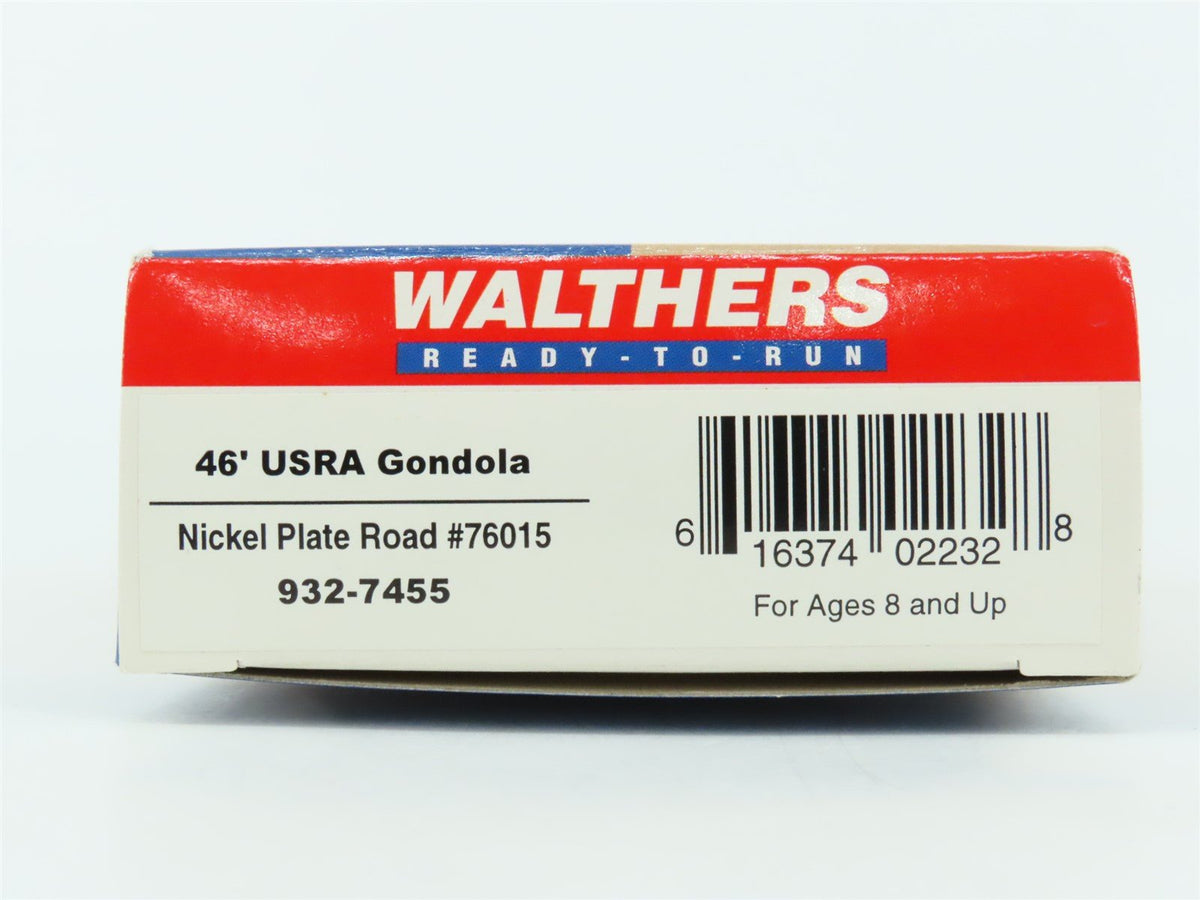 WALTHERS
READY-TO-RUN
46' USRA Gondola
Nickel Plate Road #76015
932-7455
6 16374 02232 8
For Ages 8 and Up